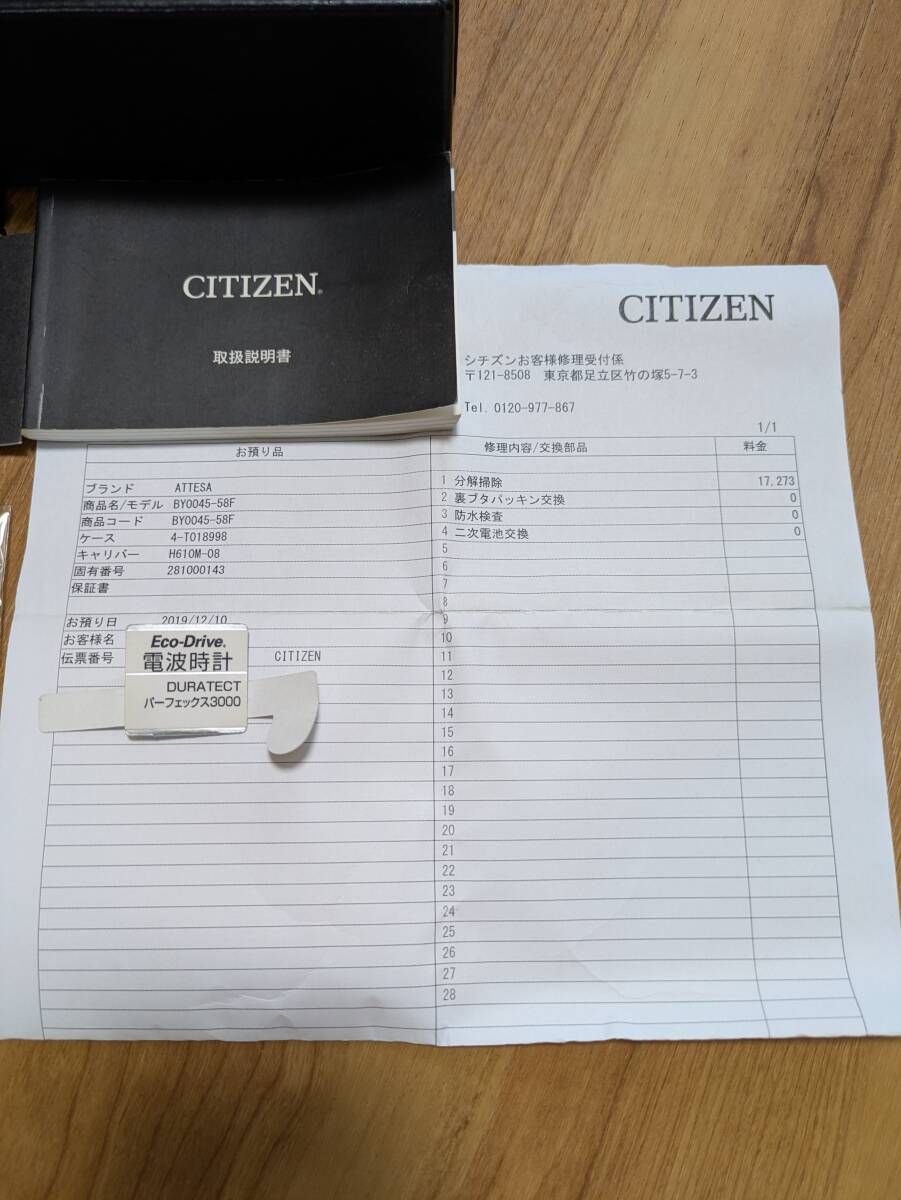 CITIZEN®
取扱説明書
CITIZEN
シチズンお客様修理受付係
〒121-8508 東京都足立区竹の塚5-7-3
Tel. 0120-977-867
1/1
お預り品
ブランド ATTESA
商品名/モデル BY0045-58F
商品コード BY0045-58F
ケース 4-T018998
キャリバー H610M-08
固有番号 281000143
保証書
お預り日 2019/12/10
お客様名
伝票番号 CITIZEN
Eco-Drive®
電波時計
DURATECT
パーフェックス3000
修理内容/交換部品 料金
1 分解掃除 17,273
2 裏ブタパッキン交換 0
3 防水検査 0
4 二次電池交換 0
5
6
7
8
9
10
11
12
13
14
15
16
17
18
19
20
21
22
23
24
25
26
27
28